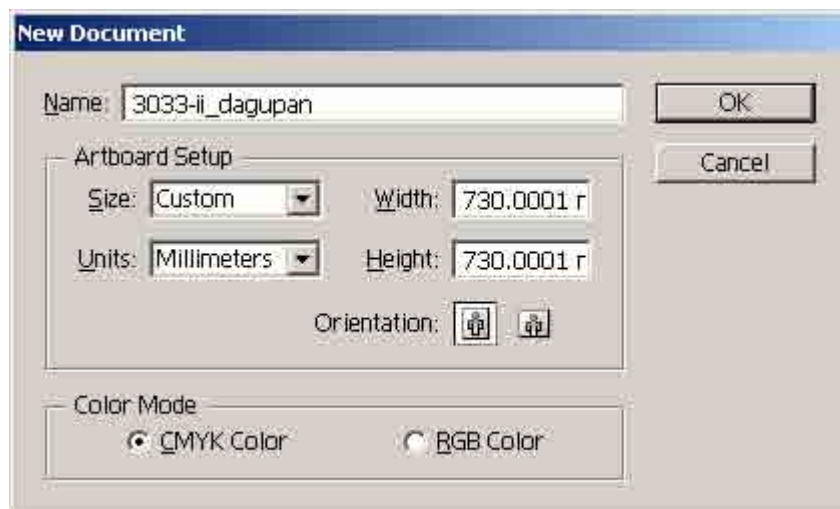 New Document
Name: 3033-ii_dagupan
OK
Artboard Setup
Cancel
Size: Custom Width: 730.0001 r
Units: Millimeters Height: 730.0001 r
Orientation:
Color Mode
CMYK Color RGB Color